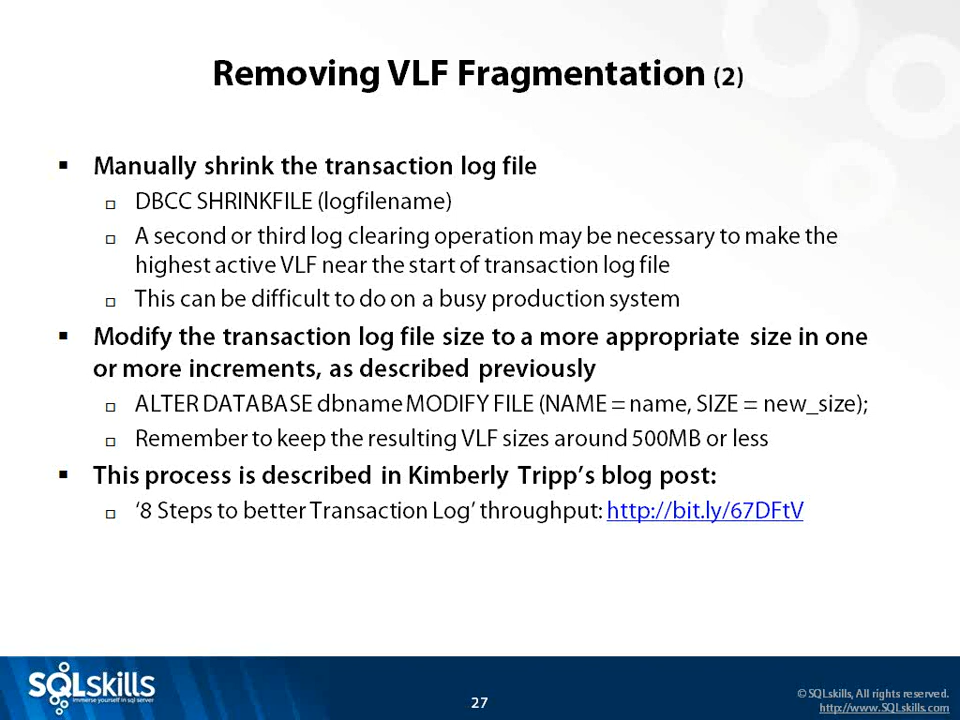 Removing VLF Fragmentation (2)
▪ Manually shrink the transaction log file
▫ DBCC SHRINKFILE (logfilename)
▫ A second or third log clearing operation may be necessary to make the
highest active VLF near the start of transaction log file
▫ This can be difficult to do on a busy production system
▪ Modify the transaction log file size to a more appropriate size in one
or more increments, as described previously
▫ ALTER DATABASE dbname MODIFY FILE (NAME = name, SIZE = new_size);
▫ Remember to keep the resulting VLF sizes around 500MB or less
▪ This process is described in Kimberly Tripp's blog post:
▫ ‘8 Steps to better Transaction Log’ throughput: http://bit.ly/67DFtV
SQLskills
immerse yourself in sql server
27
© SQLskills, All rights reserved.
http://www.SQLskills.com